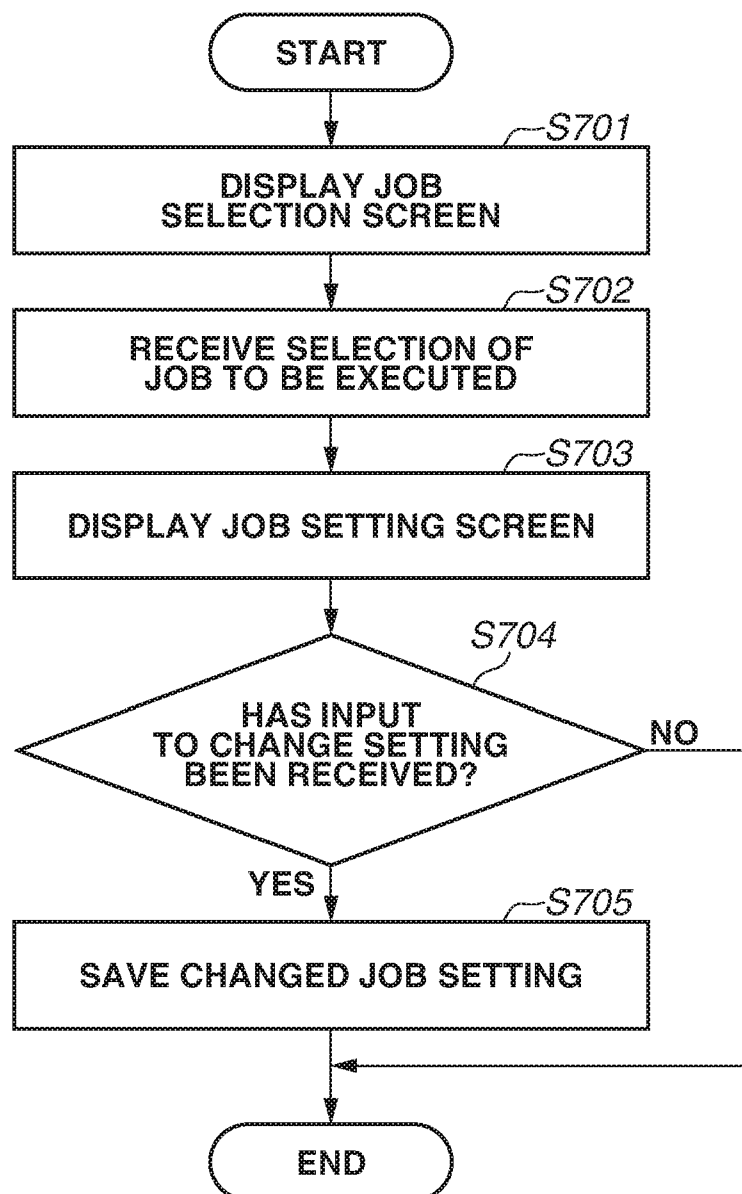 START
S701
DISPLAY JOB
SELECTION SCREEN
S702
RECEIVE SELECTION OF
JOB TO BE EXECUTED
S703
DISPLAY JOB SETTING SCREEN
S704
HAS INPUT
TO CHANGE SETTING
BEEN RECEIVED?
NO
YES
S705
SAVE CHANGED JOB SETTING
END